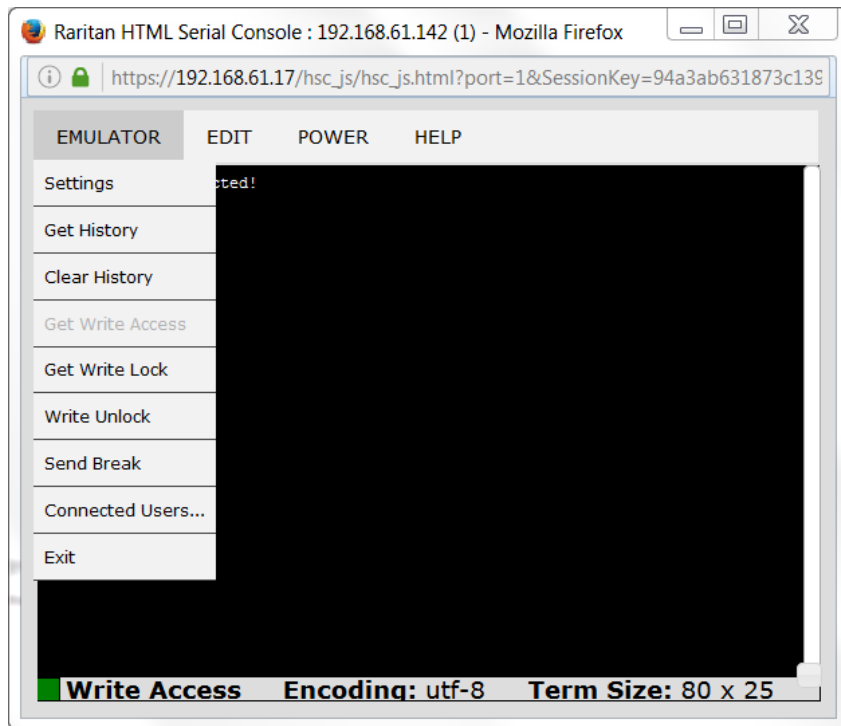 Raritan HTML Serial Console : 192.168.61.142 (1) - Mozilla Firefox
https://192.168.61.17/hsc_js/hsc_js.html?port=1&SessionKey=94a3ab631873c139
EMULATOR EDIT POWER HELP
Settings
cted!
Get History
Clear History
Get Write Access
Get Write Lock
Write Unlock
Send Break
Connected Users...
Exit
Write Access Encoding: utf-8 Term Size: 80 x 25